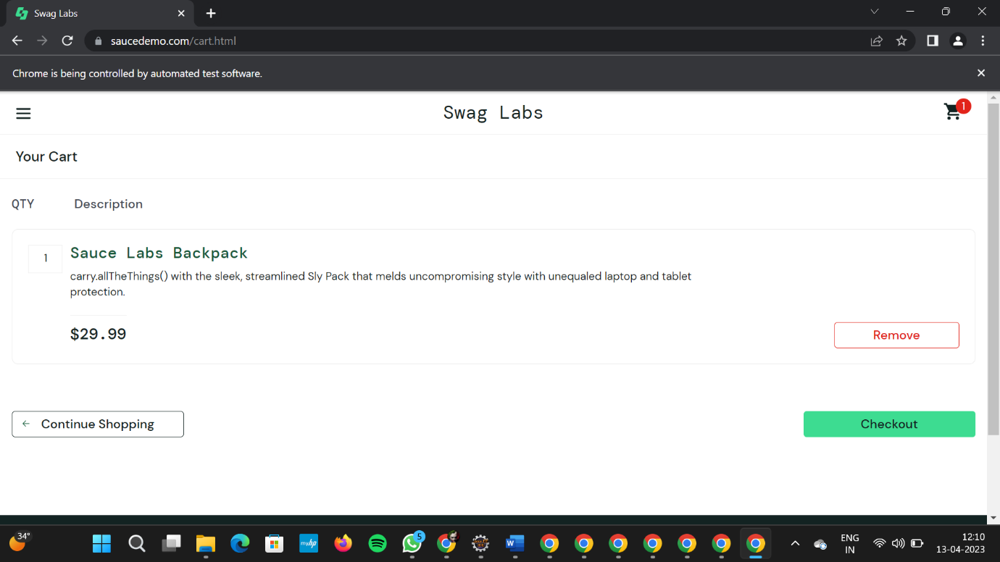 Swag Labs
saucedemo.com/cart.html
Chrome is being controlled by automated test software.
Swag Labs
1
Your Cart
QTY Description
1
Sauce Labs Backpack
carry.allTheThings() with the sleek, streamlined Sly Pack that melds uncompromising style with unequaled laptop and tablet
protection.
$29.99
Remove
Continue Shopping
Checkout
34°
myhp
5
W
ENG
IN
12:10
13-04-2023